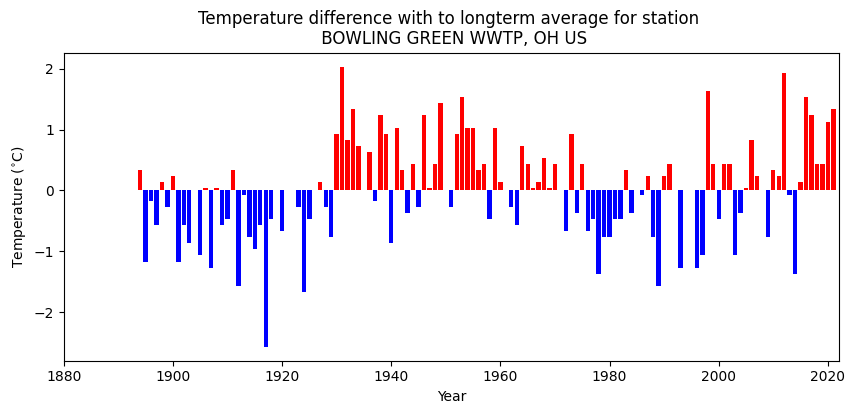 Temperature difference with to longterm average for station
BOWLING GREEN WWTP, OH US
2
1
0
−1
−2
Temperature (°C)
1880 1900 1920 1940 1960 1980 2000 2020
Year